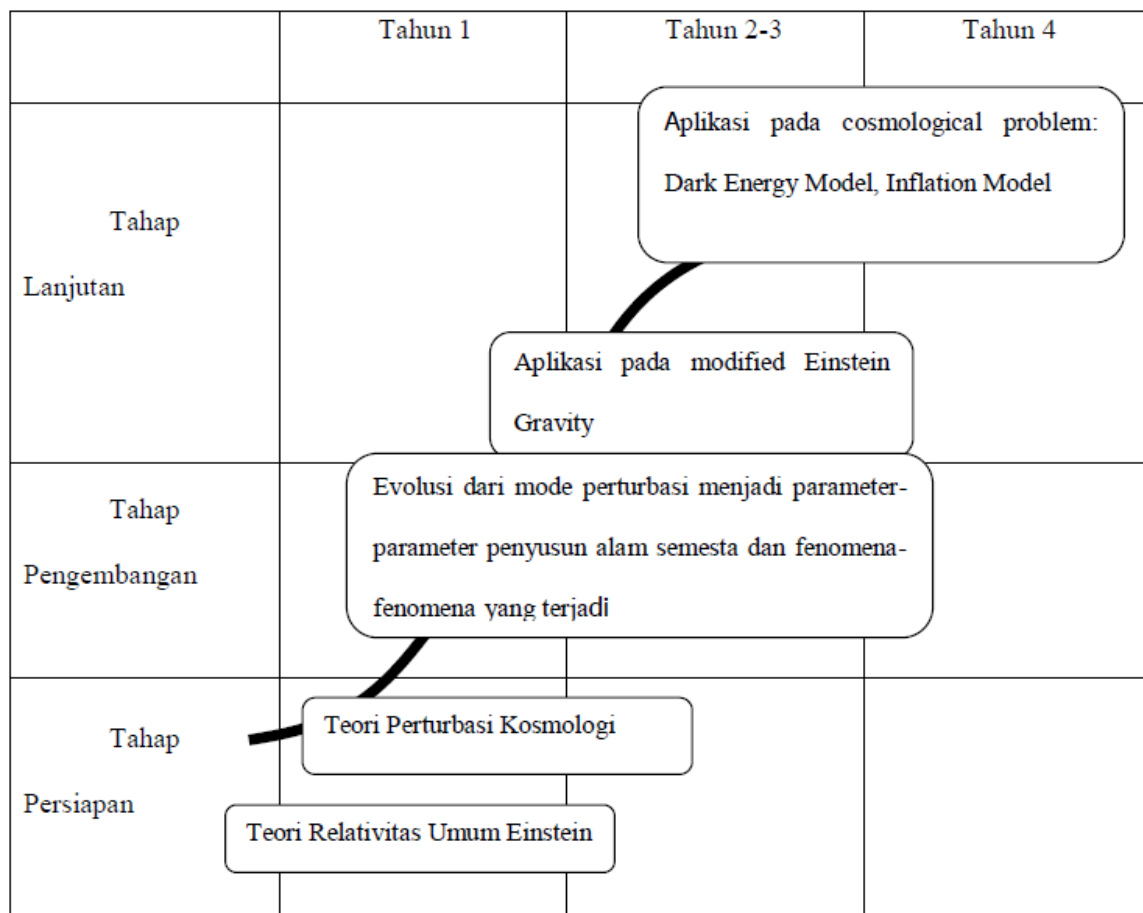 Tahun 1
Tahun 2-3
Tahun 4
Tahap
Lanjutan
Aplikasi pada cosmological problem:
Dark Energy Model, Inflation Model
Aplikasi pada modified Einstein
Gravity
Tahap
Pengembangan
Evolusi dari mode perturbasi menjadi parameter-
parameter penyusun alam semesta dan fenomena-
fenomena yang terjadi
Tahap
Persiapan
Teori Perturbasi Kosmologi
Teori Relativitas Umum Einstein